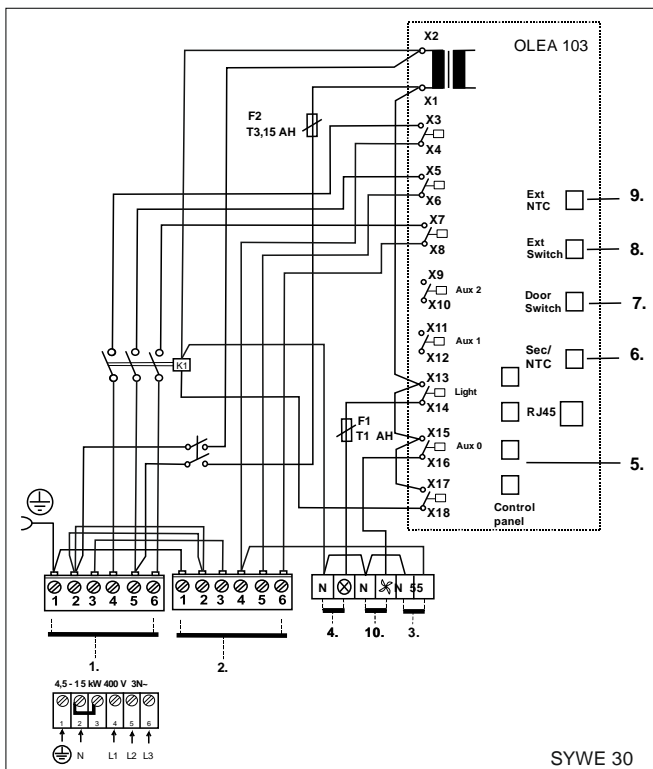 X2
OLEA 103
X1
F2
T3,15 AH
X3
X4
X5
X6
Ext
NTC
9.
X7
X8
Ext
Switch
8.
X9
Aux 2
X10
Door
Switch
7.
X11
Aux 1
X12
Sec/
NTC
6.
K1
X13
Light
X14
RJ45
F1
T1 AH
X15
Aux 0
X16
5.
X17
X18
Control
panel
1 2 3 4 5 6
1 2 3 4 5 6
N N N 55
4. 10. 3.
1. 2.
4,5 - 15 kW 400 V 3N~
1 2 3 4 5 6
N L1 L2 L3
SYWE 30